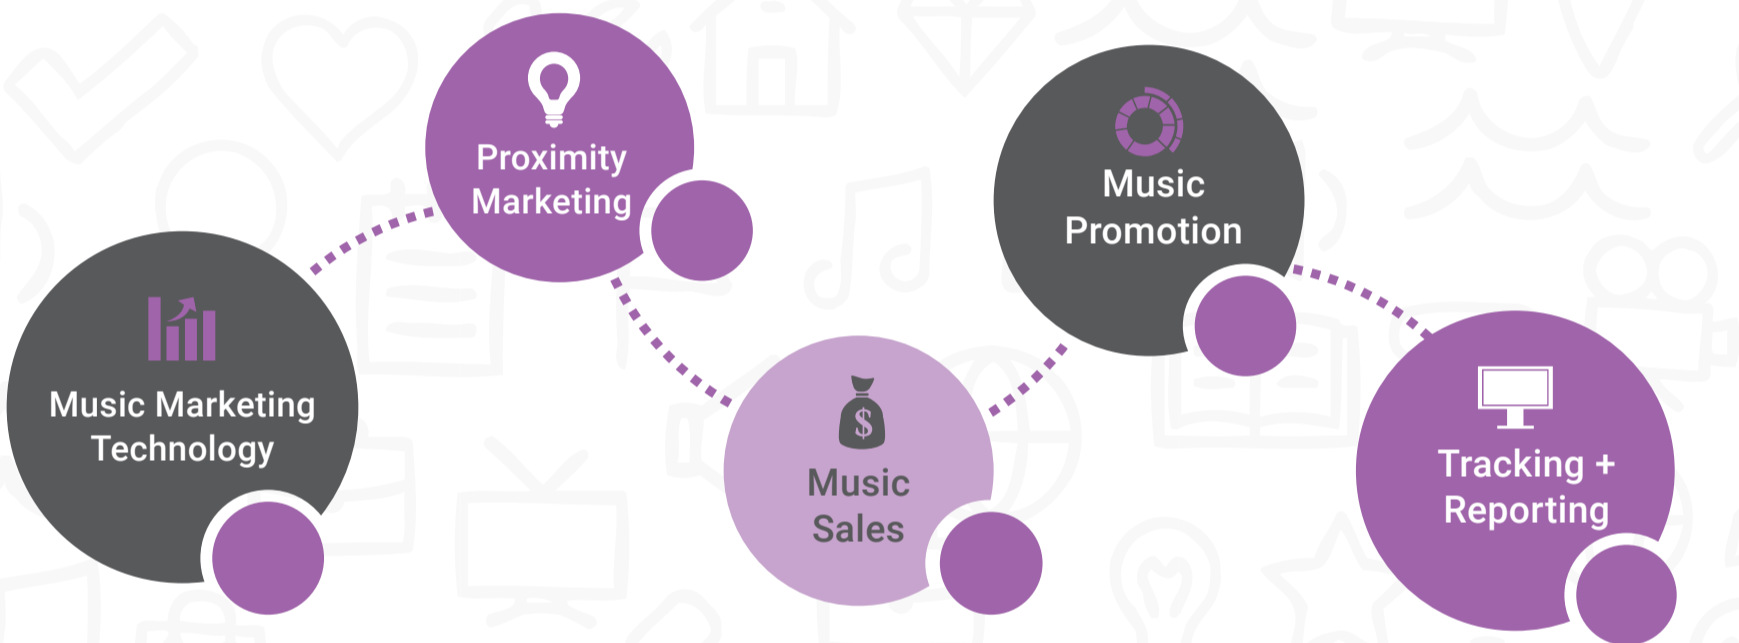 Music Marketing
Technology
Proximity
Marketing
$
Music
Sales
Music
Promotion
Tracking +
Reporting